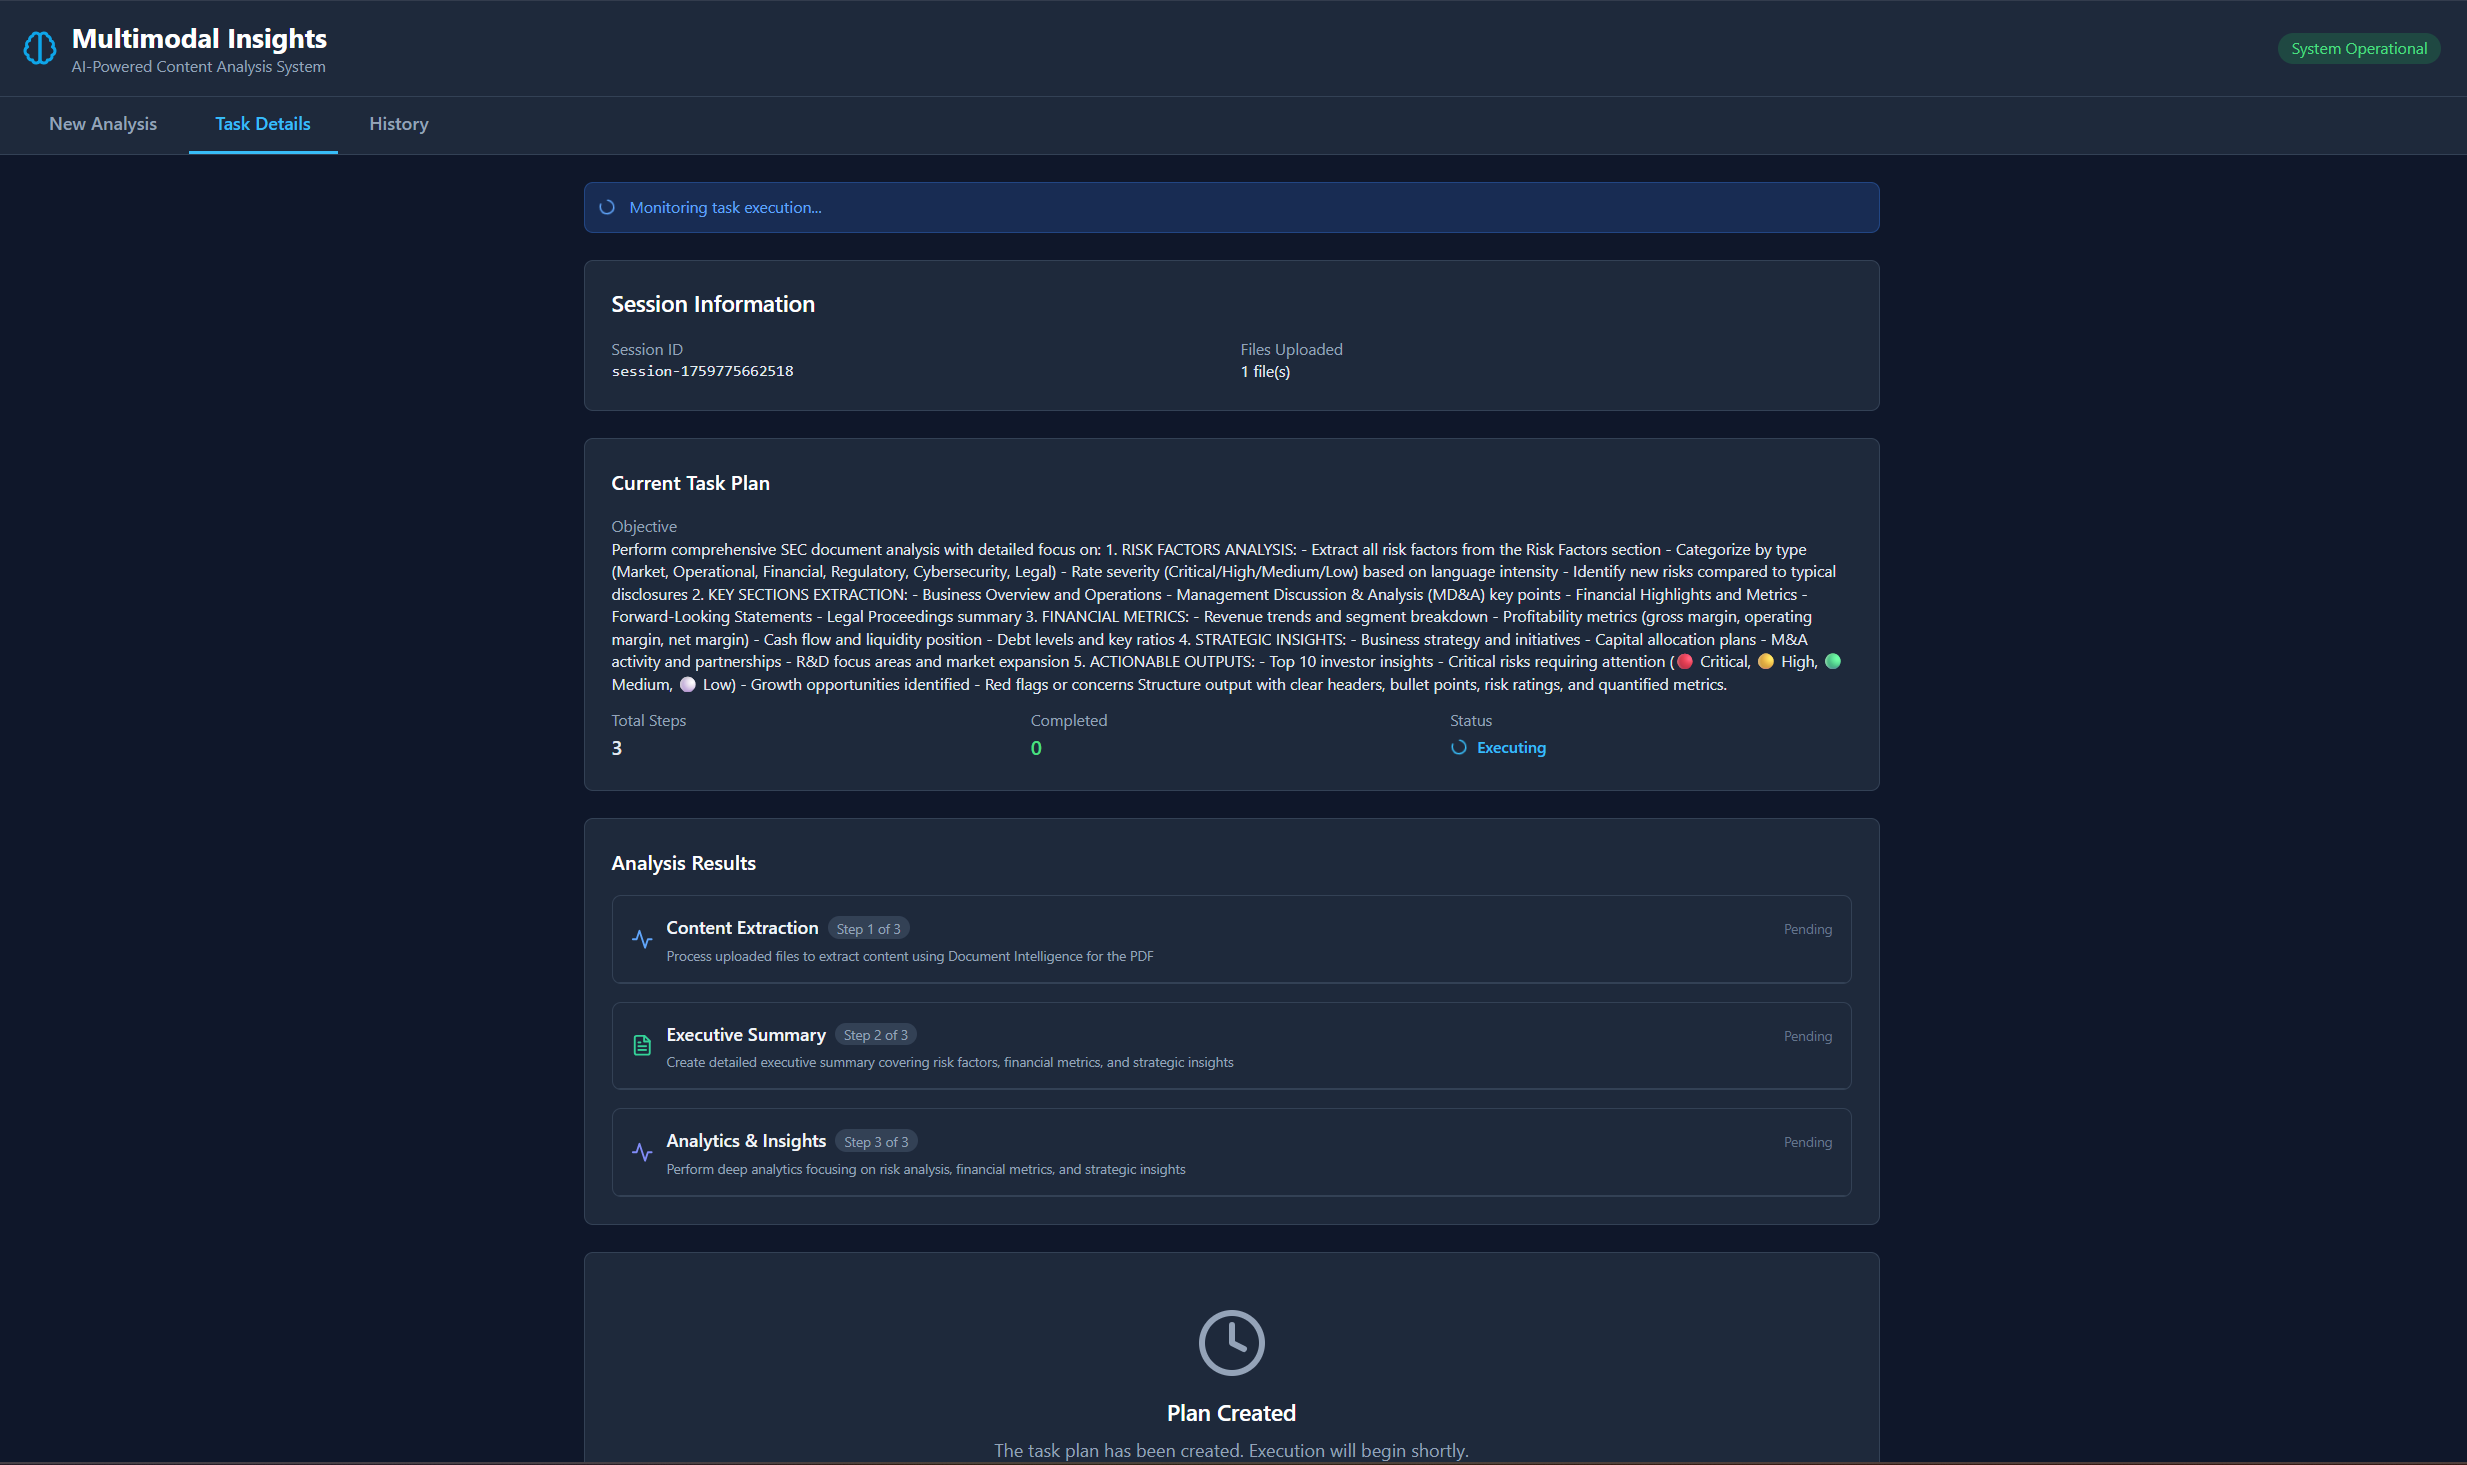 Multimodal Insights
AI-Powered Content Analysis System
System Operational
New Analysis
Task Details
History
Monitoring task execution...
Session Information
Session ID
session-1759775662518
Files Uploaded
1 file(s)
Current Task Plan
Objective
Perform comprehensive SEC document analysis with detailed focus on: 1. RISK FACTORS ANALYSIS: - Extract all risk factors from the Risk Factors section - Categorize by type
(Market, Operational, Financial, Regulatory, Cybersecurity, Legal) - Rate severity (Critical/High/Medium/Low) based on language intensity - Identify new risks compared to typical
disclosures 2. KEY SECTIONS EXTRACTION: - Business Overview and Operations - Management Discussion & Analysis (MD&A) key points - Financial Highlights and Metrics -
Forward-Looking Statements - Legal Proceedings summary 3. FINANCIAL METRICS: - Revenue trends and segment breakdown - Profitability metrics (gross margin, operating
margin, net margin) - Cash flow and liquidity position - Debt levels and key ratios 4. STRATEGIC INSIGHTS: - Business strategy and initiatives - Capital allocation plans - M&A
activity and partnerships - R&D focus areas and market expansion 5. ACTIONABLE OUTPUTS: - Top 10 investor insights - Critical risks requiring attention (🔴 Critical, 🟡 High, 🟢
Medium, ⚪ Low) - Growth opportunities identified - Red flags or concerns Structure output with clear headers, bullet points, risk ratings, and quantified metrics.
Total Steps
3
Completed
0
Status
Executing
Analysis Results
Content Extraction Step 1 of 3
Pending
Process uploaded files to extract content using Document Intelligence for the PDF
Executive Summary Step 2 of 3
Pending
Create detailed executive summary covering risk factors, financial metrics, and strategic insights
Analytics & Insights Step 3 of 3
Pending
Perform deep analytics focusing on risk analysis, financial metrics, and strategic insights
Plan Created
The task plan has been created. Execution will begin shortly.